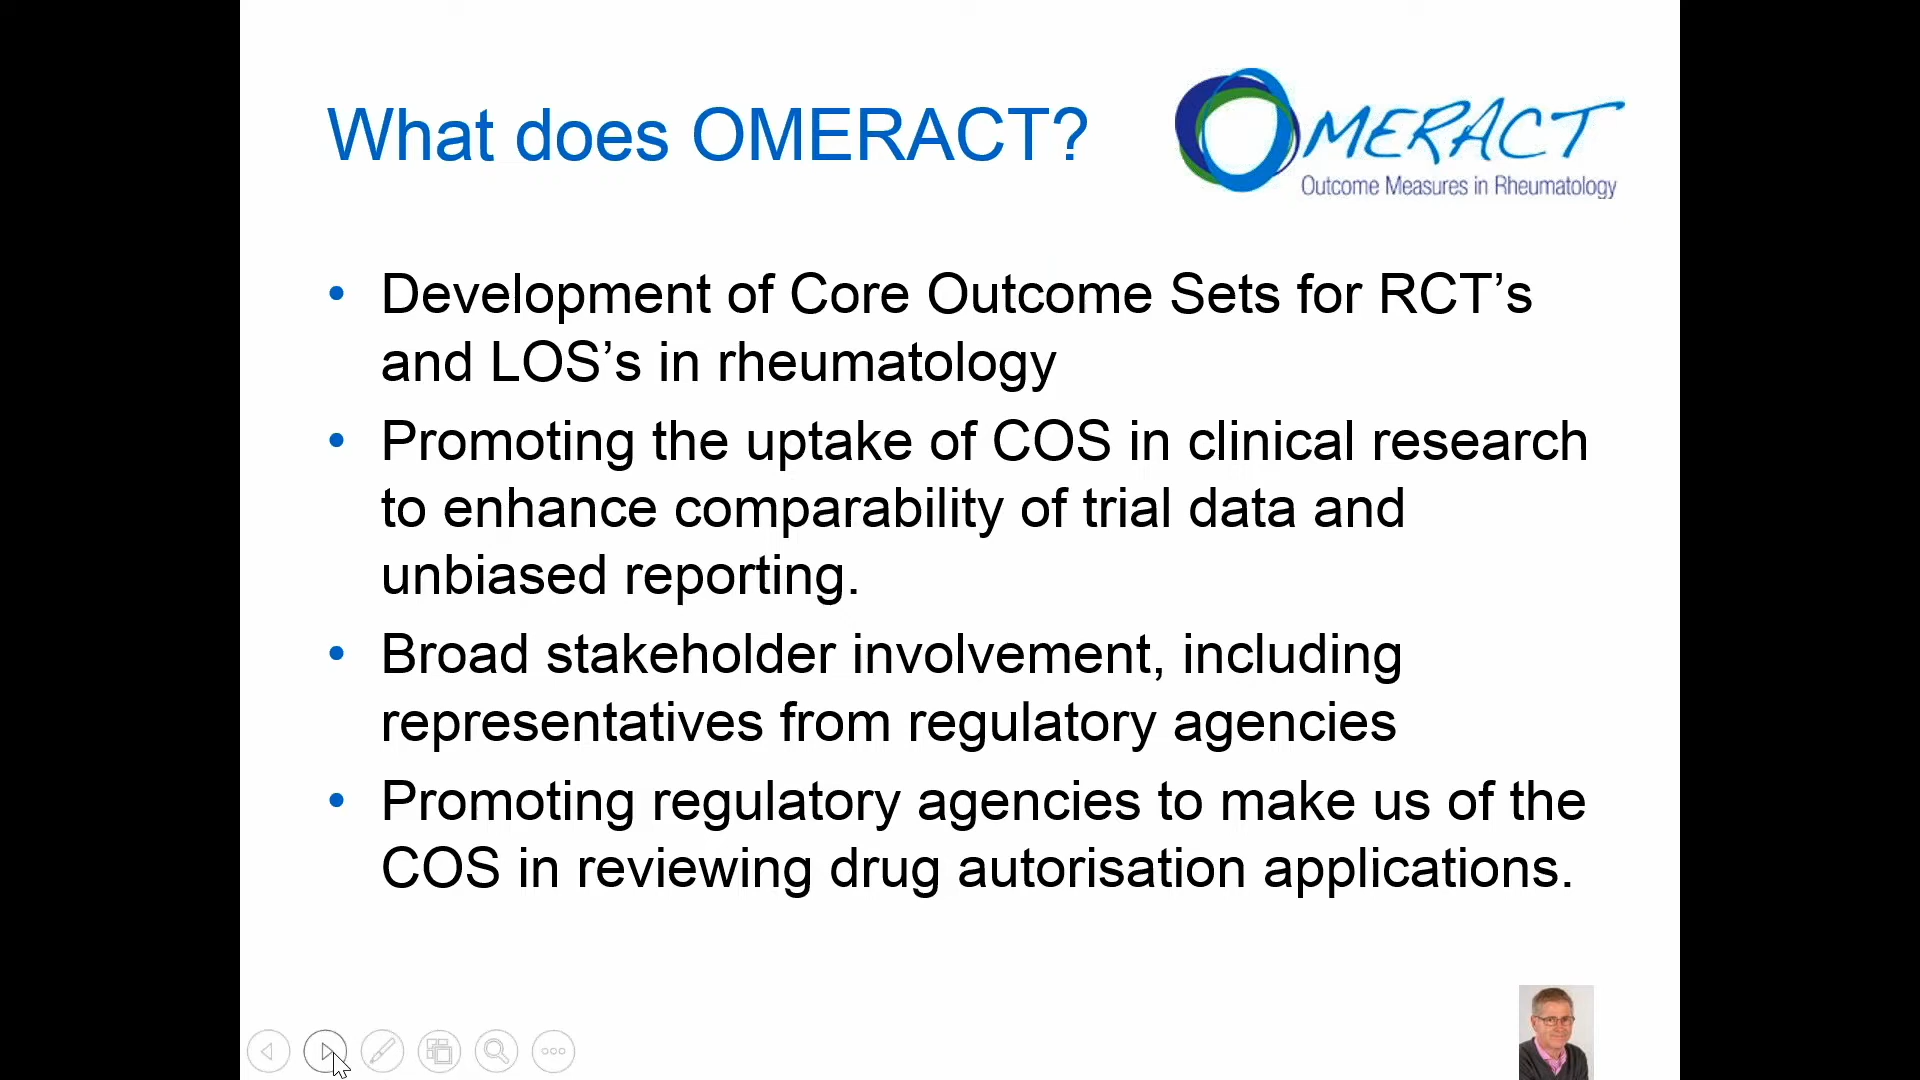 What does OMERACT?
OMERACT
Outcome Measures in Rheumatology
• Development of Core Outcome Sets for RCT’s
and LOS’s in rheumatology
• Promoting the uptake of COS in clinical research
to enhance comparability of trial data and
unbiased reporting.
• Broad stakeholder involvement, including
representatives from regulatory agencies
• Promoting regulatory agencies to make us of the
COS in reviewing drug autorisation applications.